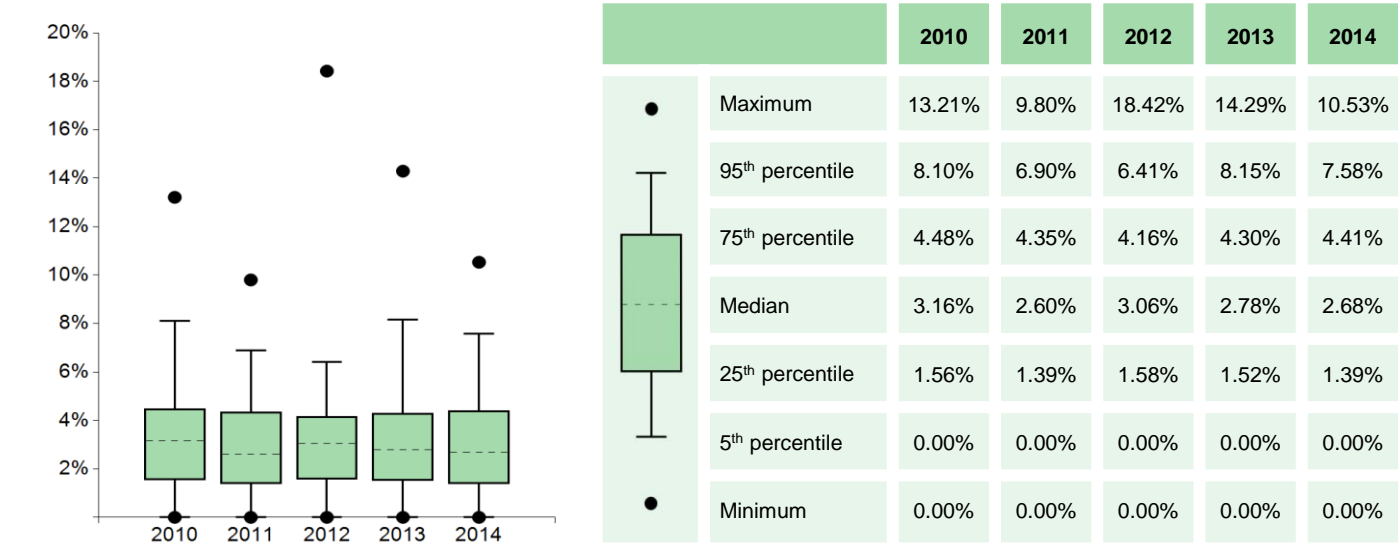 20%
18%
16%
14%
12%
10%
8%
6%
4%
2%
2010 2011 2012 2013 2014
2010 2011 2012 2013 2014
Maximum 13.21% 9.80% 18.42% 14.29% 10.53%
95th percentile 8.10% 6.90% 6.41% 8.15% 7.58%
75th percentile 4.48% 4.35% 4.16% 4.30% 4.41%
Median 3.16% 2.60% 3.06% 2.78% 2.68%
25th percentile 1.56% 1.39% 1.58% 1.52% 1.39%
5th percentile 0.00% 0.00% 0.00% 0.00% 0.00%
Minimum 0.00% 0.00% 0.00% 0.00% 0.00%